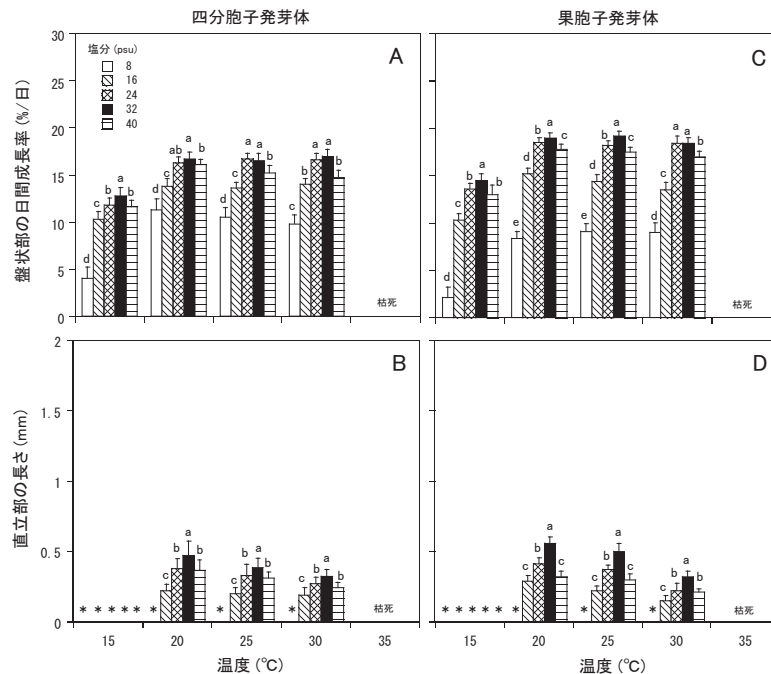 四分胞子発芽体
果胞子発芽体
盤状部の日間成長率 (%/日)
30
25
20
15
10
5
0
塩分 (psu)
8
16
24
32
40
A
d c b a b
c c ab a b
c c a a b
c b a a b
枯死
C
d c b a b
e d b a c
e d b a c
d c a a b
枯死
直立部の長さ (mm)
2
1.5
1
0.5
0
B
* * * * *
* c b a b
* c b a b
* c b a b
枯死
D
* * * * *
* c b a c
* c b a c
* c b a b
枯死
15 20 25 30 35
15 20 25 30 35
温度 (℃)
温度 (℃)